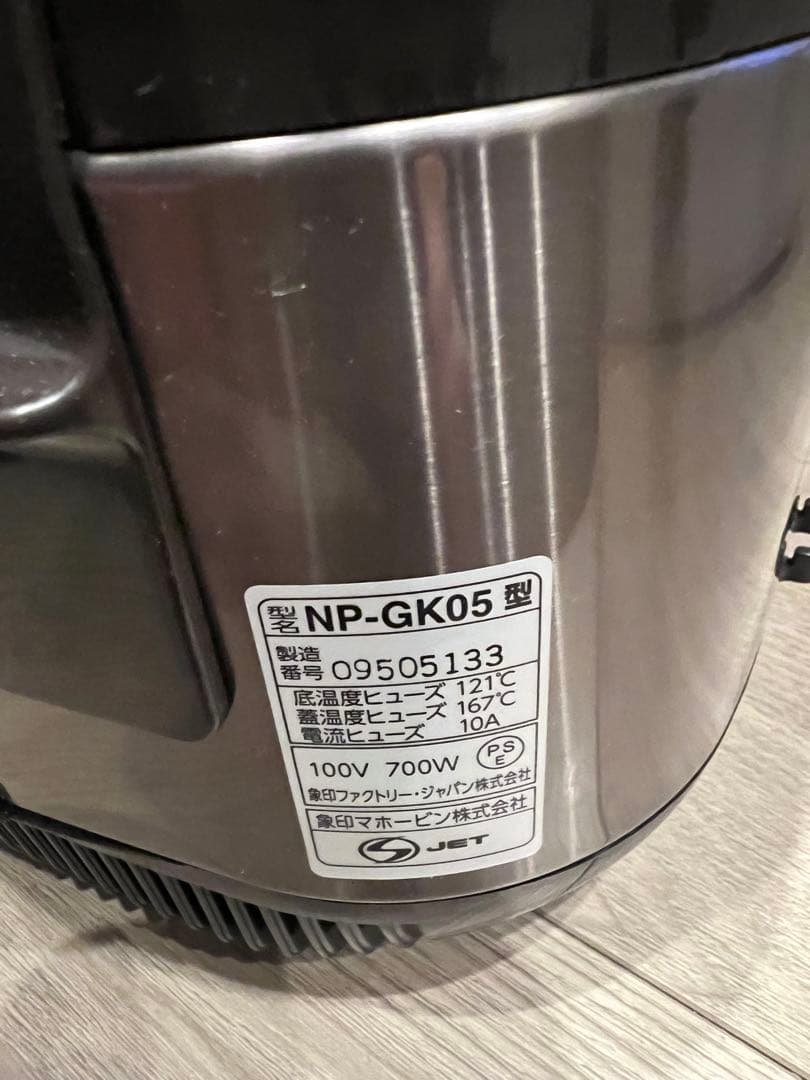 型名 NP-GK05 型
製造番号 09505133
底温度ヒューズ 121℃
蓋温度ヒューズ 167℃
電流ヒューズ 10A
100V 700W PSE
象印ファクトリー・ジャパン株式会社
象印マホービン株式会社
S JET